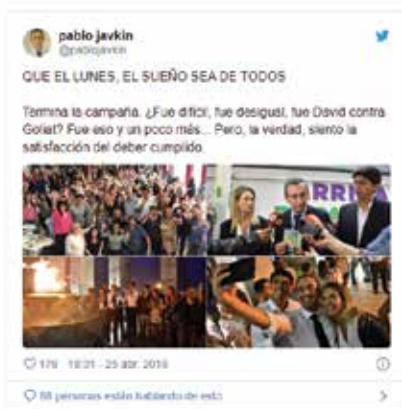 pablo javkin
@pablojavkin
QUE EL LUNES, EL SUEÑO SEA DE TODOS
Termina la campaña. ¿Fue difícil, fue desigual, fue David contra
Goliat? Fue eso y un poco más... Pero, la verdad, siento la
satisfacción del deber cumplido.
RRI
18:31 - 25 abr. 2019
personas están hablando de esto